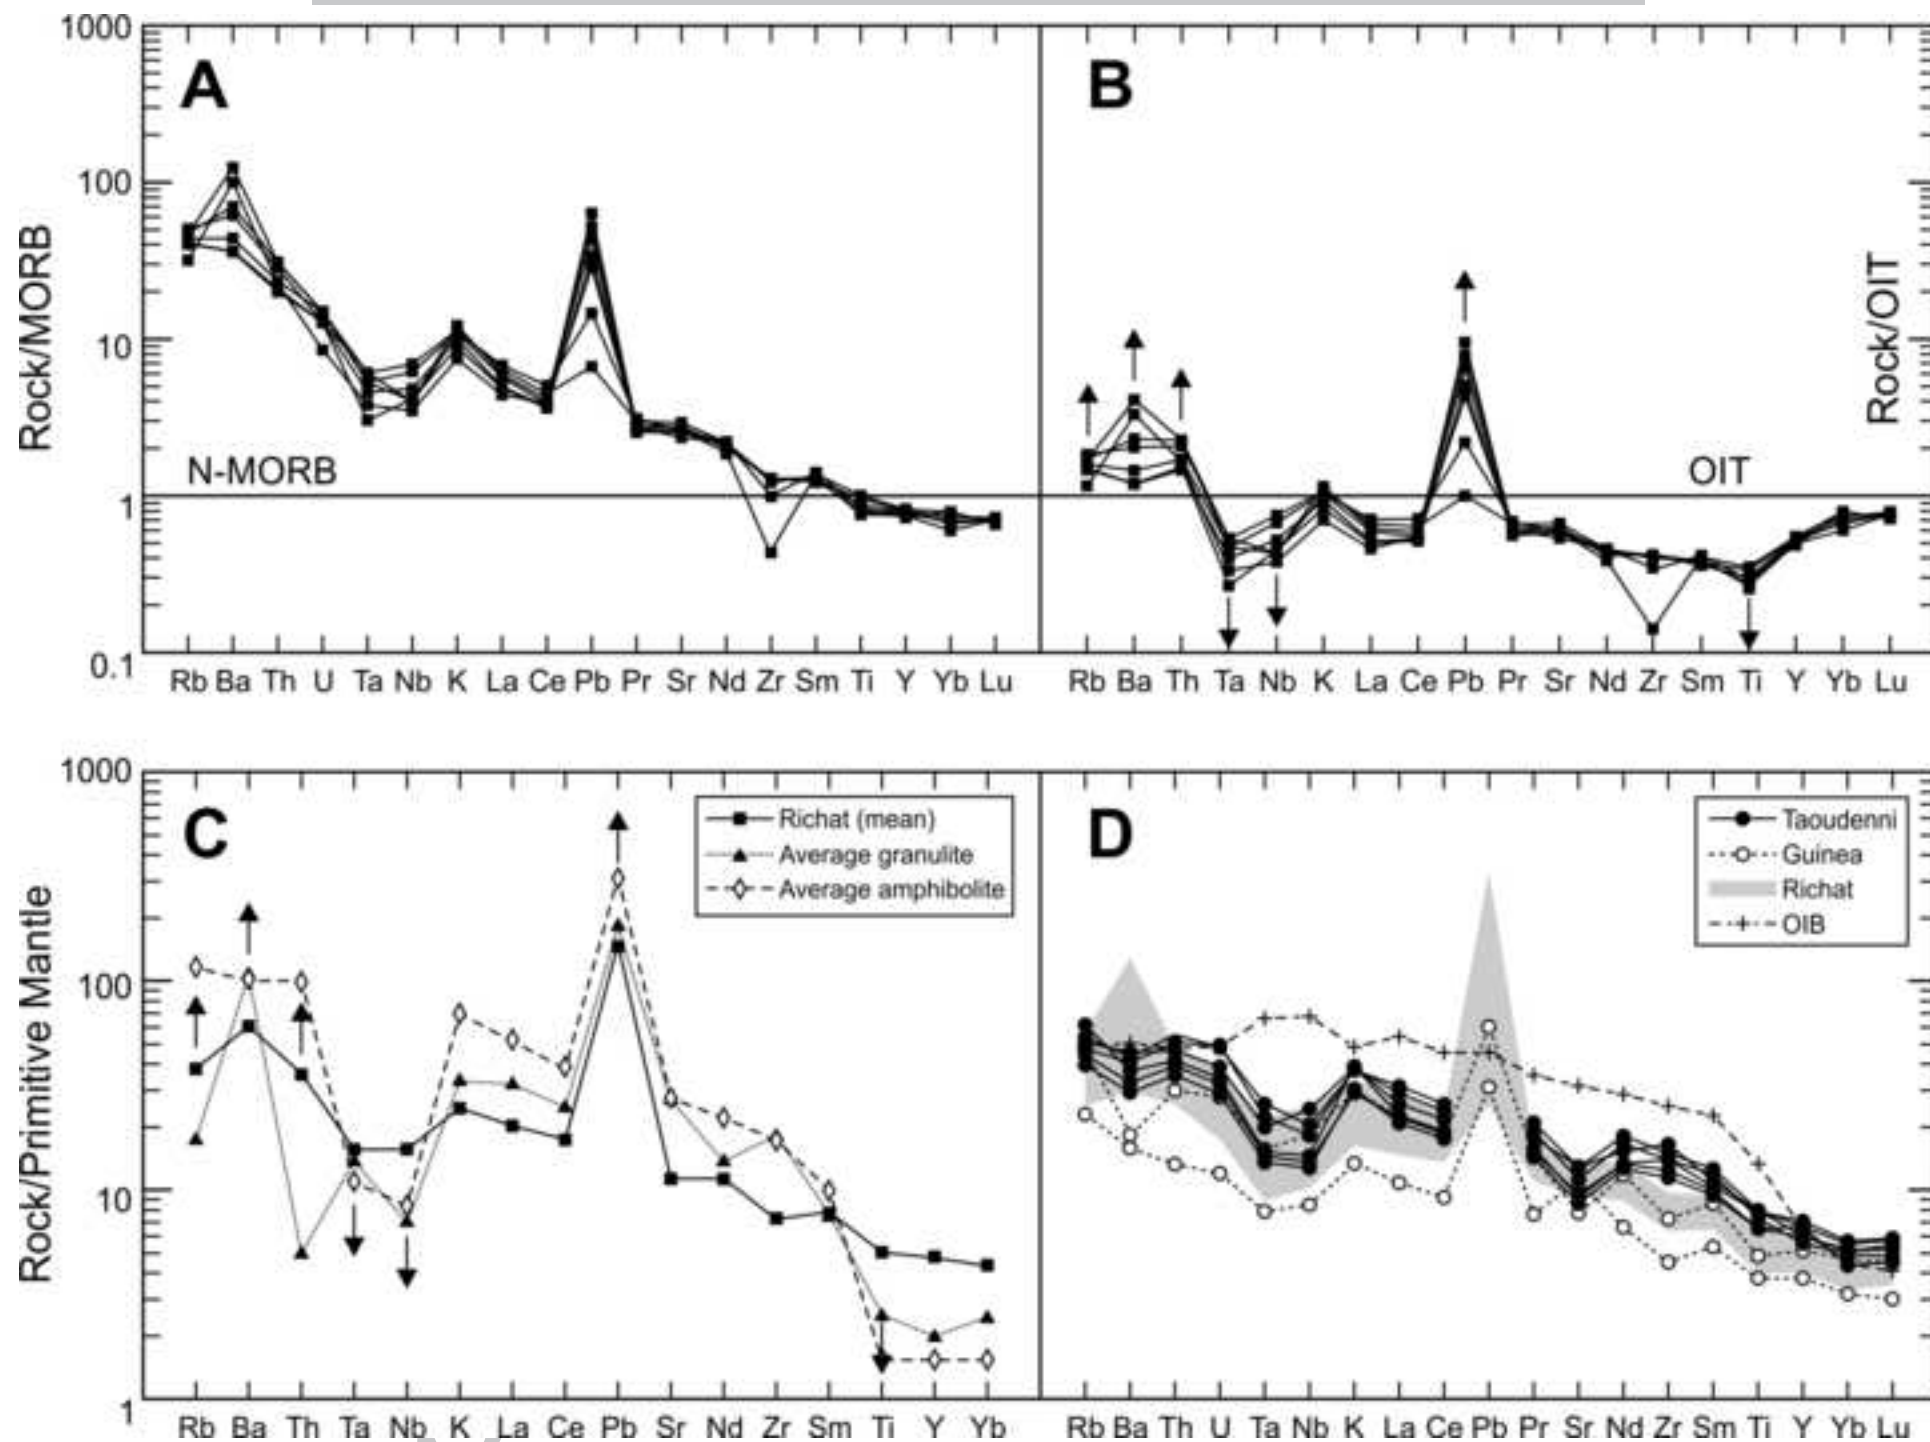 1000
100
10
1
0.1
Rock/MORB
A
N-MORB
Rb Ba Th U Ta Nb K La Ce Pb Pr Sr Nd Zr Sm Ti Y Yb Lu
B
OIT
Rock/OIT
Rb Ba Th Ta Nb K La Ce Pb Pr Sr Nd Zr Sm Ti Y Yb Lu
1000
100
10
1
Rock/Primitive Mantle
C
Richat (mean)
Average granulite
Average amphibolite
Rb Ba Th Ta Nb K La Ce Pb Sr Nd Zr Sm Ti Y Yb
D
Taoudenni
Guinea
Richat
OIB
Rb Ba Th U Ta Nb K La Ce Pb Pr Sr Nd Zr Sm Ti Y Yb Lu